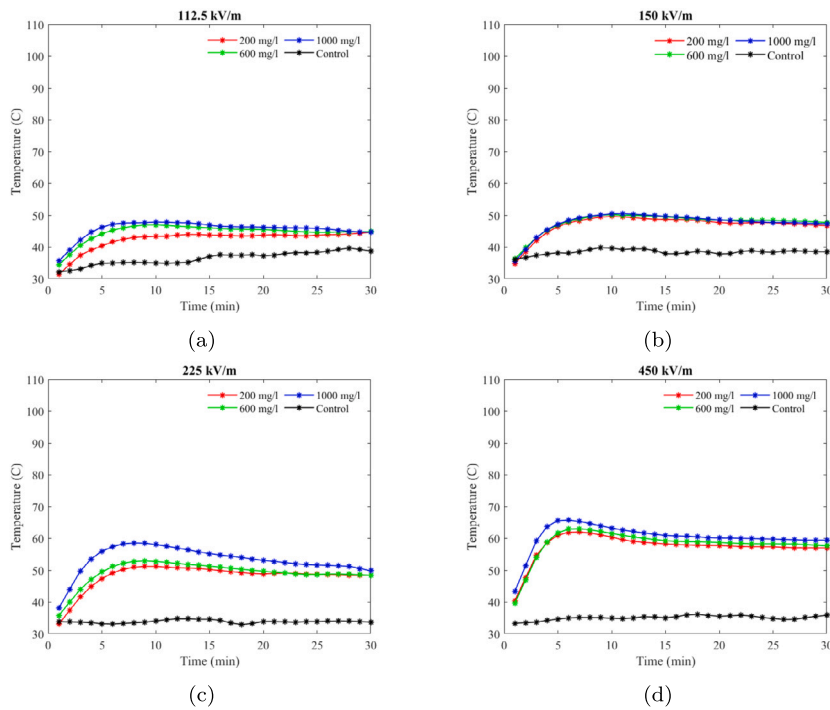 112.5 kV/m
110
100
90
80
70
60
50
40
30
Temperature (C)
200 mg/l
1000 mg/l
600 mg/l
Control
0 5 10 15 20 25 30
Time (min)
(a)
150 kV/m
110
100
90
80
70
60
50
40
30
Temperature (C)
200 mg/l
1000 mg/l
600 mg/l
Control
0 5 10 15 20 25 30
Time (min)
(b)
225 kV/m
110
100
90
80
70
60
50
40
30
Temperature (C)
200 mg/l
1000 mg/l
600 mg/l
Control
0 5 10 15 20 25 30
Time (min)
(c)
450 kV/m
110
100
90
80
70
60
50
40
30
Temperature (C)
200 mg/l
1000 mg/l
600 mg/l
Control
0 5 10 15 20 25 30
Time (min)
(d)